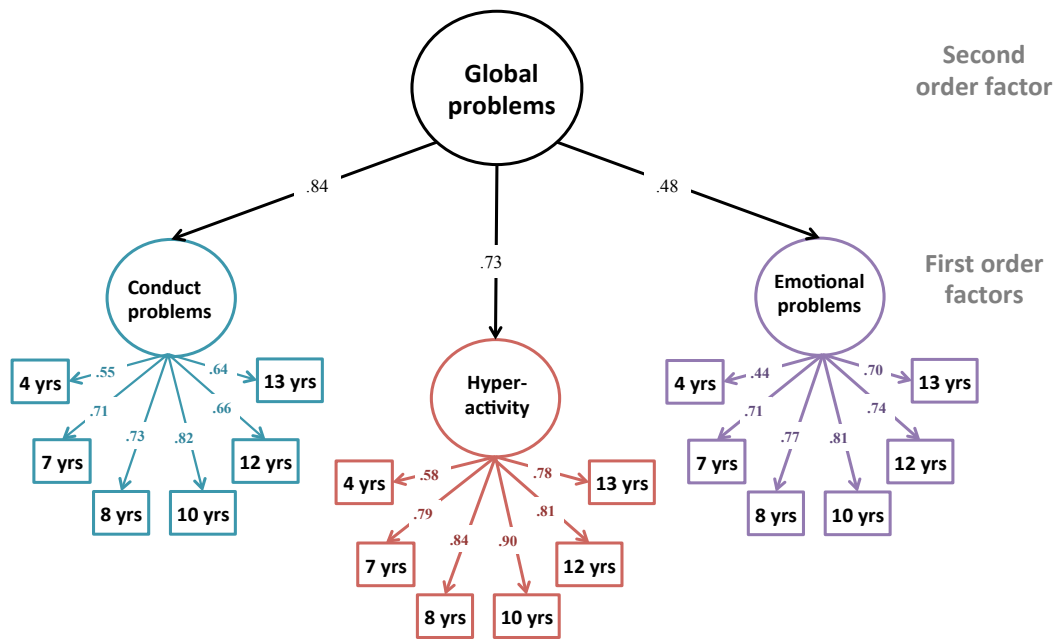 Global
problems
Second
order factor
.84
.73
.48
First order
factors
Conduct
problems
Emotional
problems
4 yrs
.55
.64
13 yrs
.71
.66
.73
.82
7 yrs
12 yrs
8 yrs
10 yrs
Hyper-
activity
4 yrs
.58
.78
13 yrs
.79
.81
.84
.90
7 yrs
12 yrs
8 yrs
10 yrs
4 yrs
.44
.70
13 yrs
.71
.74
.77
.81
7 yrs
12 yrs
8 yrs
10 yrs